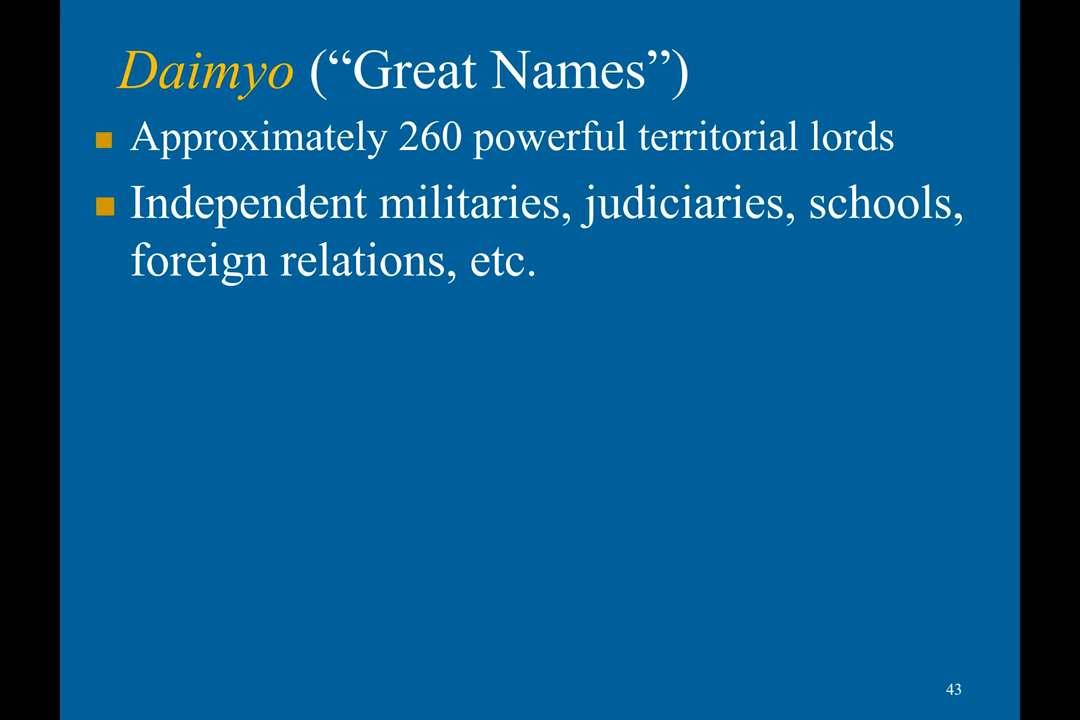 Daimyo (“Great Names”)
Approximately 260 powerful territorial lords
Independent militaries, judiciaries, schools,
foreign relations, etc.
43